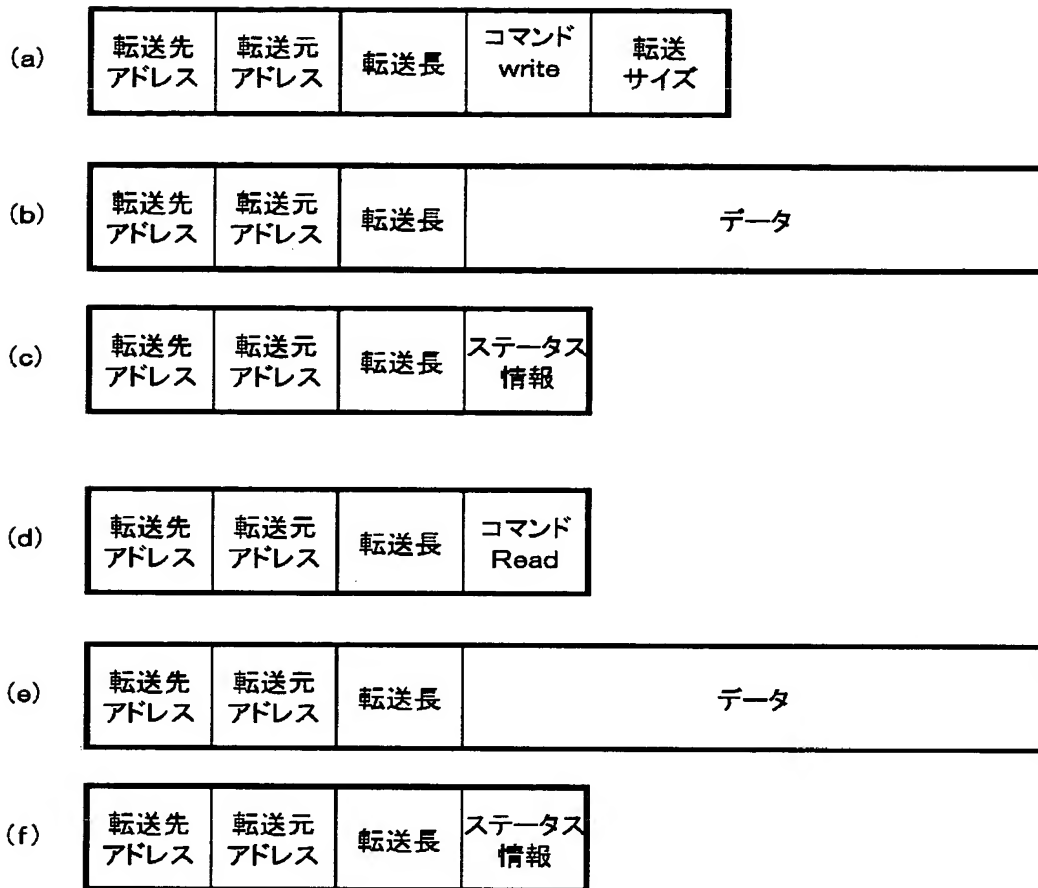 (a)
転送先
アドレス
転送元
アドレス
転送長
コマンド
write
転送
サイズ
(b)
転送先
アドレス
転送元
アドレス
転送長
データ
(c)
転送先
アドレス
転送元
アドレス
転送長
ステータス
情報
(d)
転送先
アドレス
転送元
アドレス
転送長
コマンド
Read
(e)
転送先
アドレス
転送元
アドレス
転送長
データ
(f)
転送先
アドレス
転送元
アドレス
転送長
ステータス
情報